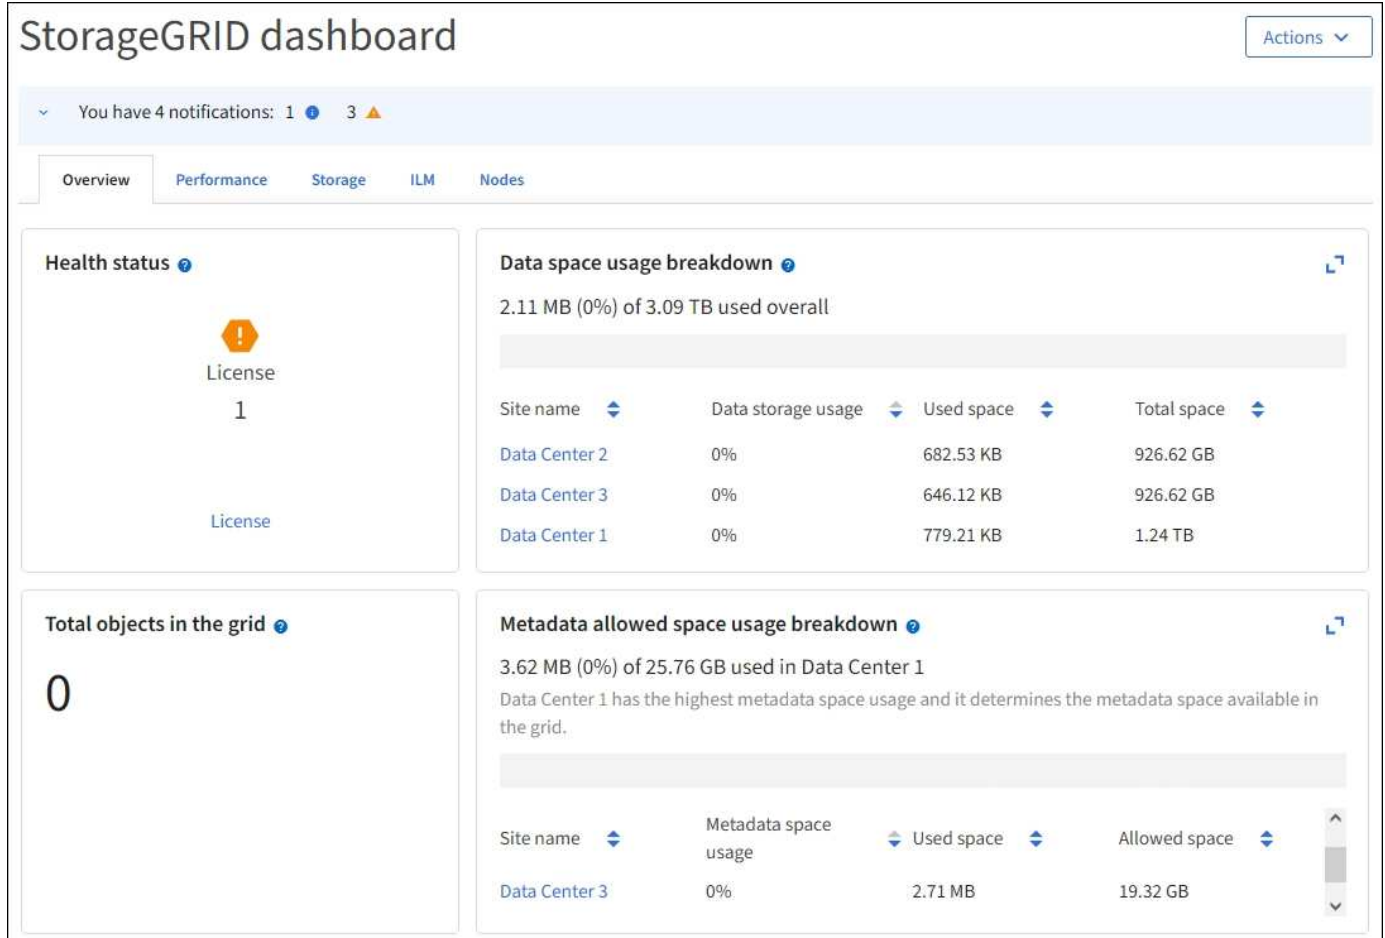 StorageGRID dashboard
Actions
You have 4 notifications: 1 3
Overview Performance Storage ILM Nodes
Health status
License
1
License
Data space usage breakdown
2.11 MB (0%) of 3.09 TB used overall
Site name Data storage usage Used space Total space
Data Center 2 0% 682.53 KB 926.62 GB
Data Center 3 0% 646.12 KB 926.62 GB
Data Center 1 0% 779.21 KB 1.24 TB
Total objects in the grid
0
Metadata allowed space usage breakdown
3.62 MB (0%) of 25.76 GB used in Data Center 1
Data Center 1 has the highest metadata space usage and it determines the metadata space available in
the grid.
Site name Metadata space usage Used space Allowed space
Data Center 3 0% 2.71 MB 19.32 GB